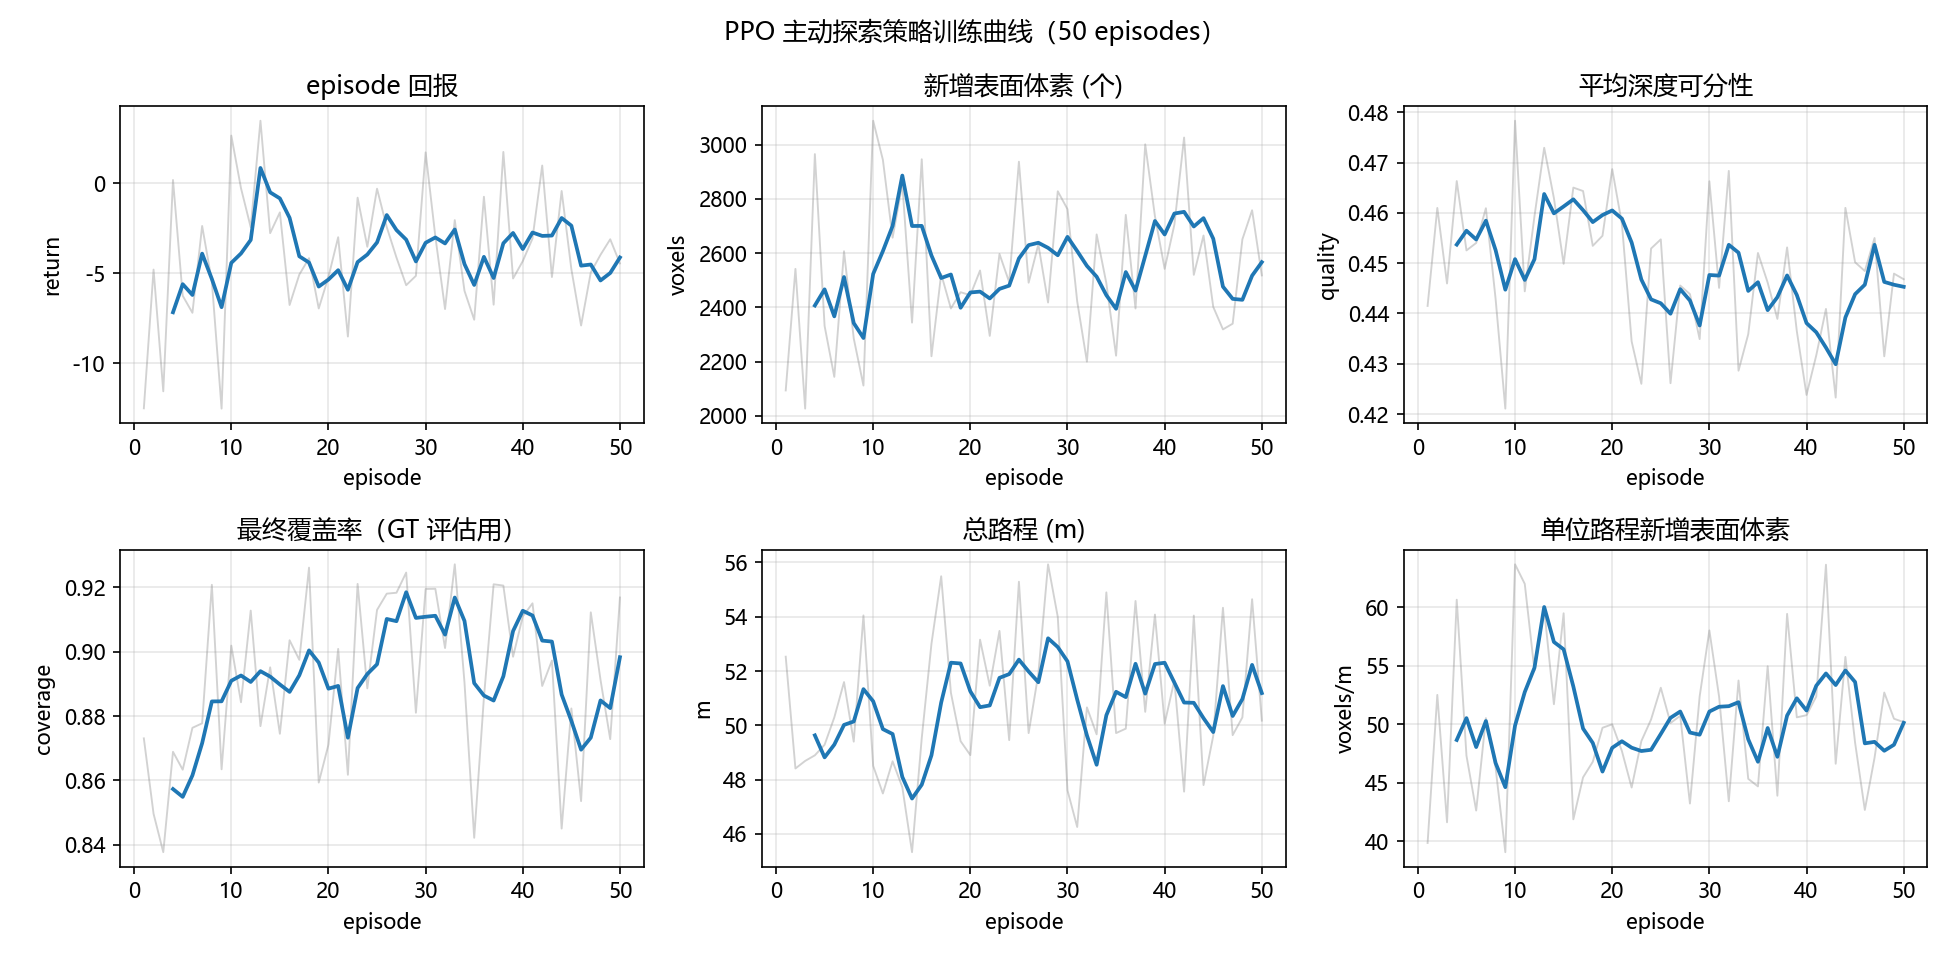 PPO 主动探索策略训练曲线（50 episodes）
episode 回报
return
0
-5
-10
0 10 20 30 40 50
episode
新增表面体素 (个)
voxels
3000
2800
2600
2400
2200
2000
0 10 20 30 40 50
episode
平均深度可分性
quality
0.48
0.47
0.46
0.45
0.44
0.43
0.42
0 10 20 30 40 50
episode
最终覆盖率（GT 评估用）
coverage
0.92
0.90
0.88
0.86
0.84
0 10 20 30 40 50
episode
总路程 (m)
m
56
54
52
50
48
46
0 10 20 30 40 50
episode
单位路程新增表面体素
voxels/m
60
55
50
45
40
0 10 20 30 40 50
episode